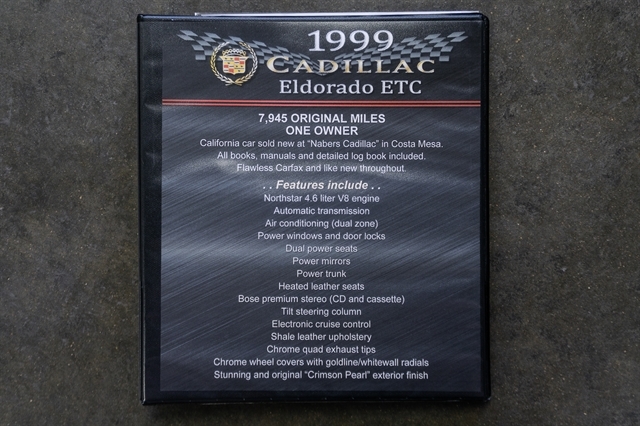 1999
CADILLAC
Eldorado ETC
7,945 ORIGINAL MILES
ONE OWNER
California car sold new at "Nabers Cadillac" in Costa Mesa.
All books, manuals and detailed log book included.
Flawless Carfax and like new throughout.
. . Features include . .
Northstar 4.6 liter V8 engine
Automatic transmission
Air conditioning (dual zone)
Power windows and door locks
Dual power seats
Power mirrors
Power trunk
Heated leather seats
Bose premium stereo (CD and cassette)
Tilt steering column
Electronic cruise control
Shale leather upholstery
Chrome quad exhaust tips
Chrome wheel covers with goldline/whitewall radials
Stunning and original "Crimson Pearl" exterior finish